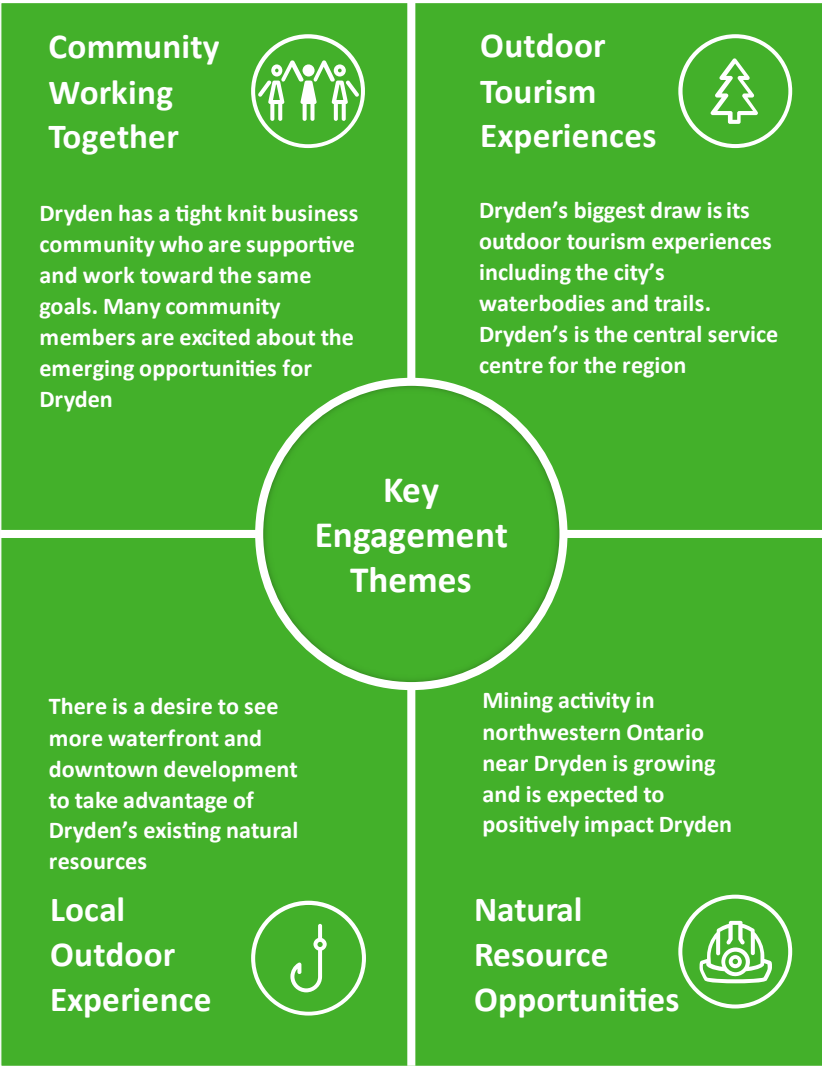 Community
Working
Together
Dryden has a tight knit business
community who are supportive
and work toward the same
goals. Many community
members are excited about the
emerging opportunities for
Dryden
Outdoor
Tourism
Experiences
Dryden’s biggest draw is its
outdoor tourism experiences
including the city’s
waterbodies and trails.
Dryden’s is the central service
centre for the region
Key
Engagement
Themes
There is a desire to see
more waterfront and
downtown development
to take advantage of
Dryden’s existing natural
resources
Local
Outdoor
Experience
Mining activity in
northwestern Ontario
near Dryden is growing
and is expected to
positively impact Dryden
Natural
Resource
Opportunities